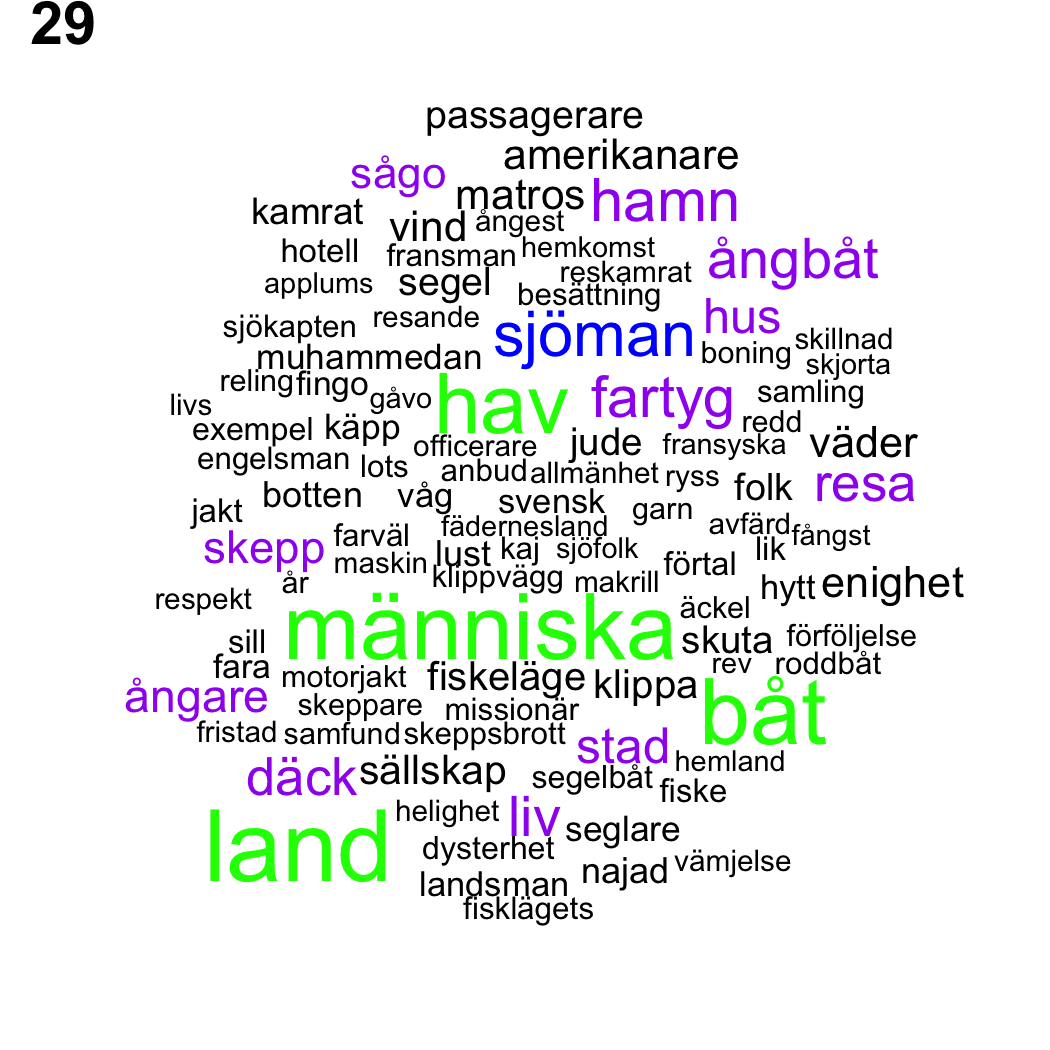 29
passagerare
amerikanare
sågo
matros hamn
kamrat vind ångest
hotell fransman hemkomst ångbåt
applums segel reskamrat
besättning
sjökapten resande sjöman hus
muhammedan boning skillnad
skjorta
reling fingo gåvo hav fartyg samling
livs
exempel käpp officerare jude fransyska redd väder
engelsman lots anbud allmänhet ryss folk resa
jakt botten våg svensk garn
skepp farväl fädernesland avfärd fångst
maskin lust kaj sjöfolk förtal lik
år klippvägg makrill hytt enighet
respekt människa äckel
sill skuta förföljelse
fara motorjakt fiskeläge klippa rev roddbåt
ångare skeppare missionär båt
fristad samfund skeppsbrott stad hemland
däck sällskap segelbåt fiske
land helighet liv seglare
dysterhet najad vämjelse
landsman
fisklägets